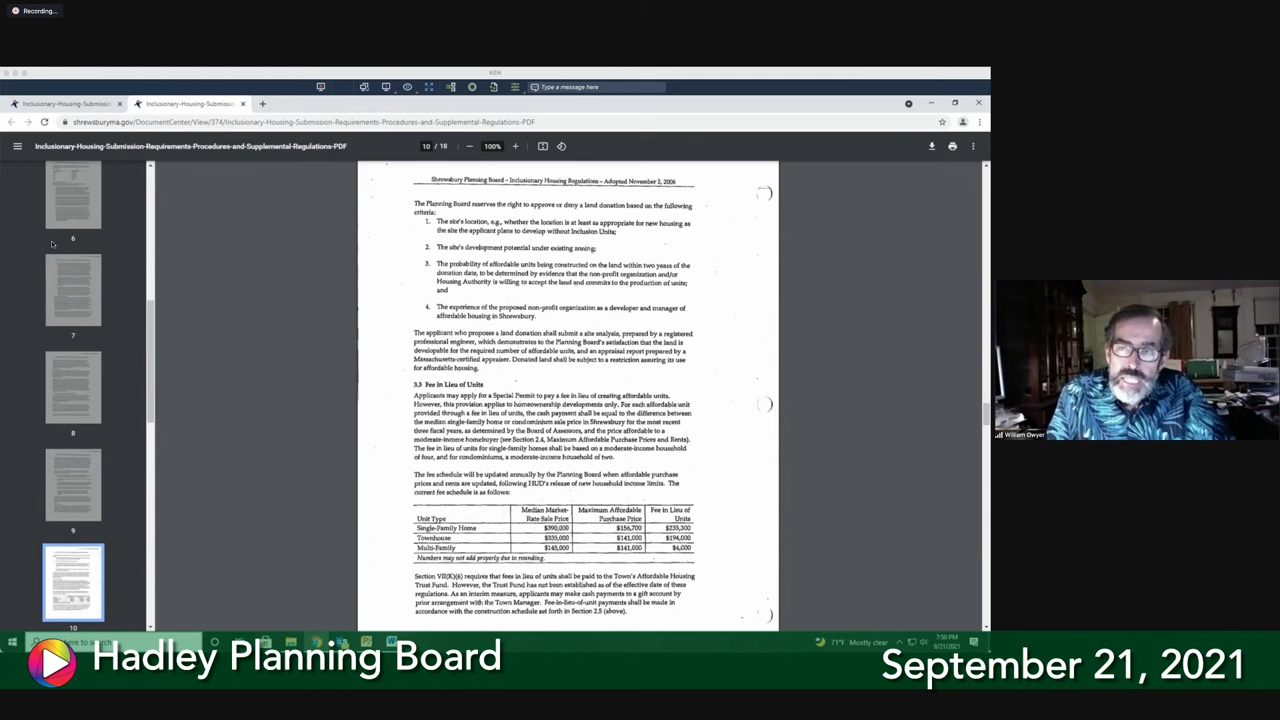 Recording...
KEN
Type a message here
Inclusionary-Housing-Submission
Inclusionary-Housing-Submission
shrewsburyma.gov/DocumentCenter/View/374/Inclusionary-Housing-Submission-Requirements-Procedures-and-Supplemental-Regulations-PDF
Inclusionary-Housing-Submission-Requirements-Procedures-and-Supplemental-Regulations-PDF
10 / 18
100%
6
7
8
9
10
Shrewsbury Planning Board – Inclusionary Housing Regulations – Adopted November 2, 2006
The Planning Board reserves the right to approve or deny a land donation based on the following
criteria:
1. The site's location, e.g., whether the location is at least as appropriate for new housing as
the site the applicant plans to develop without Inclusion Units;
2. The site's development potential under existing zoning;
3. The probability of affordable units being constructed on the land within two years of the
donation date, to be determined by evidence that the non-profit organization and/or
Housing Authority is willing to accept the land and commit to the production of units;
and
4. The experience of the proposed non-profit organization as a developer and manager of
affordable housing in Shrewsbury.
The applicant who proposes a land donation shall submit a site analysis, prepared by a registered
professional engineer, which demonstrates to the Planning Board's satisfaction that the land is
developable for the required number of affordable units, and an appraisal report prepared by a
Massachusetts-certified appraiser. Donated land shall be subject to a restriction assuring its use
for affordable housing.
3.3 Fee in Lieu of Units
Applicants may apply for a Special Permit to pay a fee in lieu of creating affordable units.
However, this provision applies to homeownership developments only. For each affordable unit
provided through a fee in lieu of units, the cash payment shall be equal to the difference between
the median single-family home or condominium sale price in Shrewsbury for the most recent
three fiscal years, as determined by the Board of Assessors, and the price affordable to a
moderate-income homebuyer (see Section 2.4, Maximum Affordable Purchase Prices and Rents).
The fee in lieu of units for single-family homes shall be based on a moderate-income household
of four, and for condominiums, a moderate-income household of two.
The fee schedule will be updated annually by the Planning Board when affordable purchase
prices and rents are updated, following HUD's release of new household income limits. The
current fee schedule is as follows:
Median Market- Maximum Affordable Fee in Lieu of
Unit Type Rate Sale Price Purchase Price Units
Single-Family Home $390,000 $156,700 $233,300
Townhouse $335,000 $141,000 $194,000
Multi-Family $145,000 $141,000 $4,000
Numbers may not add properly due to rounding.
Section VII(K)(6) requires that fees in lieu of units shall be paid to the Town's Affordable Housing
Trust Fund. However, the Trust Fund has not been established as of the effective date of these
regulations. As an interim measure, applicants may make cash payments to a gift account by
prior arrangement with the Town Manager. Fee-in-lieu-of-unit payments shall be made in
accordance with the construction schedule set forth in Section 2.5 (above).
William Dwyer
here to search
71°F Mostly clear
7:50 PM
9/21/2021
Hadley Planning Board
September 21, 2021